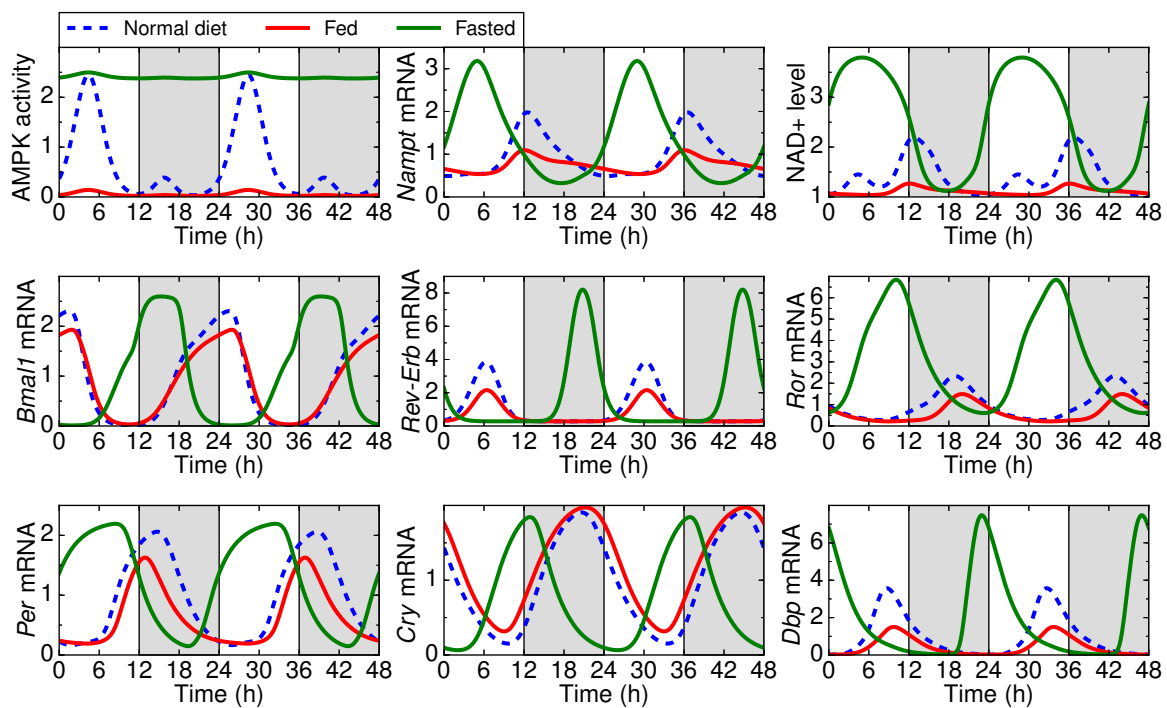 Normal diet Fed Fasted
AMPK activity
0 1 2
0 6 12 18 24 30 36 42 48
Time (h)
Nampt mRNA
0 1 2 3
0 6 12 18 24 30 36 42 48
Time (h)
NAD+ level
1 2 3
0 6 12 18 24 30 36 42 48
Time (h)
Bmal1 mRNA
0 1 2
0 6 12 18 24 30 36 42 48
Time (h)
Rev-Erb mRNA
0 2 4 6 8
0 6 12 18 24 30 36 42 48
Time (h)
Ror mRNA
0 1 2 3 4 5 6
0 6 12 18 24 30 36 42 48
Time (h)
Per mRNA
0 1 2
0 6 12 18 24 30 36 42 48
Time (h)
Cry mRNA
0 1
0 6 12 18 24 30 36 42 48
Time (h)
Dbp mRNA
0 2 4 6
0 6 12 18 24 30 36 42 48
Time (h)